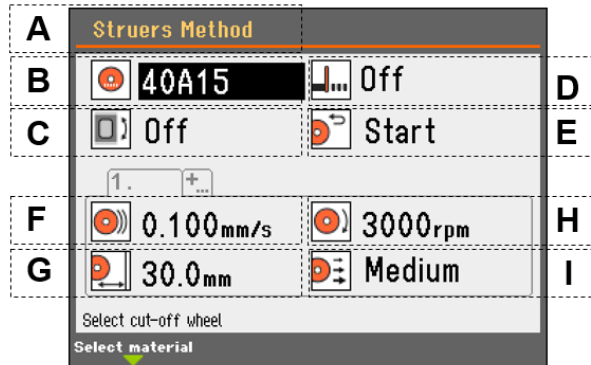 A
Struers Method
B
40A15
Off
D
C
Off
Start
E
1.
+...
F
0.100mm/s
3000rpm
H
G
30.0mm
Medium
I
Select cut-off wheel
Select material